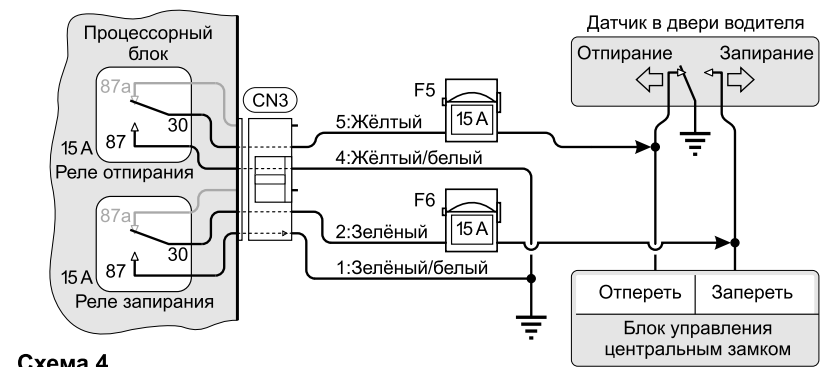 Процессорный
блок
87а
30
15 А 87
Реле отпирания
87а
30
15 А 87
Реле запирания
CN3
5:Жёлтый
F5
15 А
4:Жёлтый/белый
F6
15 А
2:Зелёный
1:Зелёный/белый
Датчик в двери водителя
Отпирание Запирание
Отпереть Запереть
Блок управления
центральным замком
Схема 4